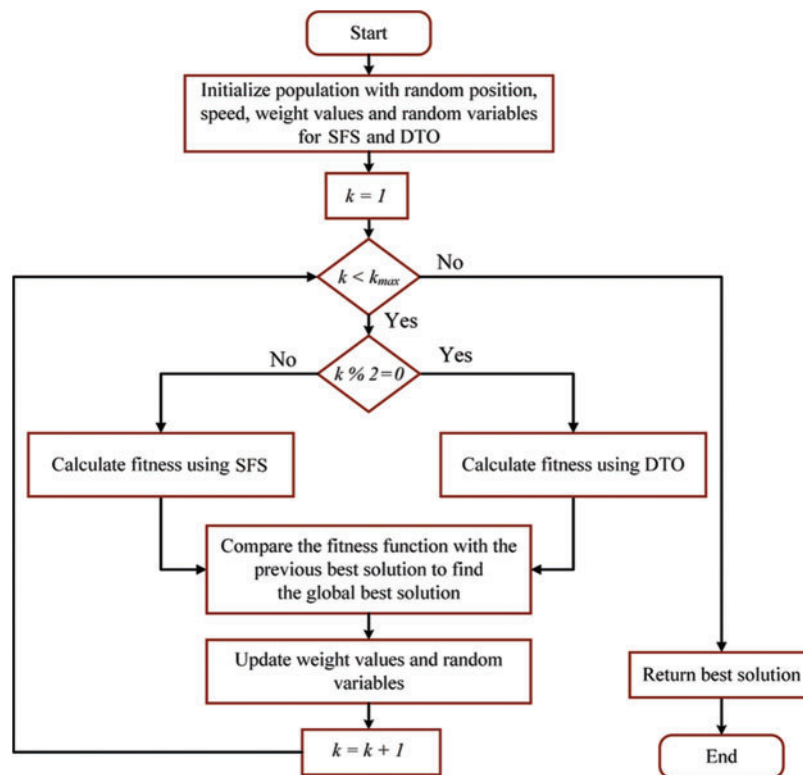 Start
Initialize population with random position,
speed, weight values and random variables
for SFS and DTO
k = 1
k < kmax
No
Yes
k % 2=0
No
Yes
Calculate fitness using SFS
Calculate fitness using DTO
Compare the fitness function with the
previous best solution to find
the global best solution
Update weight values and random
variables
k = k + 1
Return best solution
End